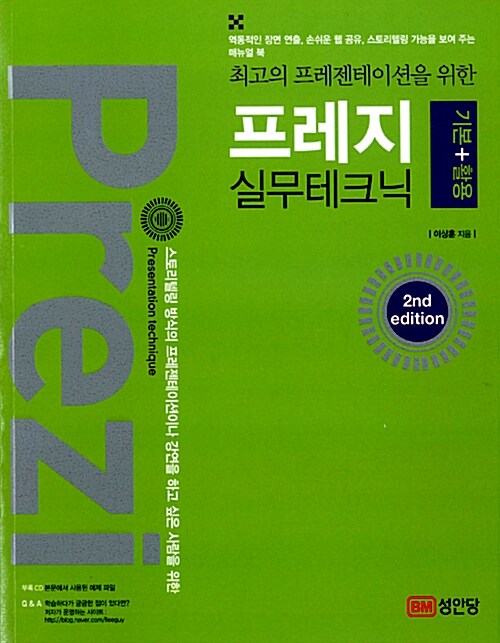 역동적인 장면 연출, 손쉬운 웹 공유, 스토리텔링 기능을 보여 주는
매뉴얼 북
최고의 프레젠테이션을 위한
프레지
실무테크닉
기본+활용
| 이상훈 지음 |
2nd
edition
Prezi
스토리텔링 방식의 프레젠테이션이나 강연을 하고 싶은 사람을 위한
Presentation technique
부록 CD 본문에서 사용된 예제 파일
Q & A 학습하다가 궁금한 점이 있다면?
저자가 운영하는 사이트 :
http://blog.naver.com/lleeguy
BM 성안당